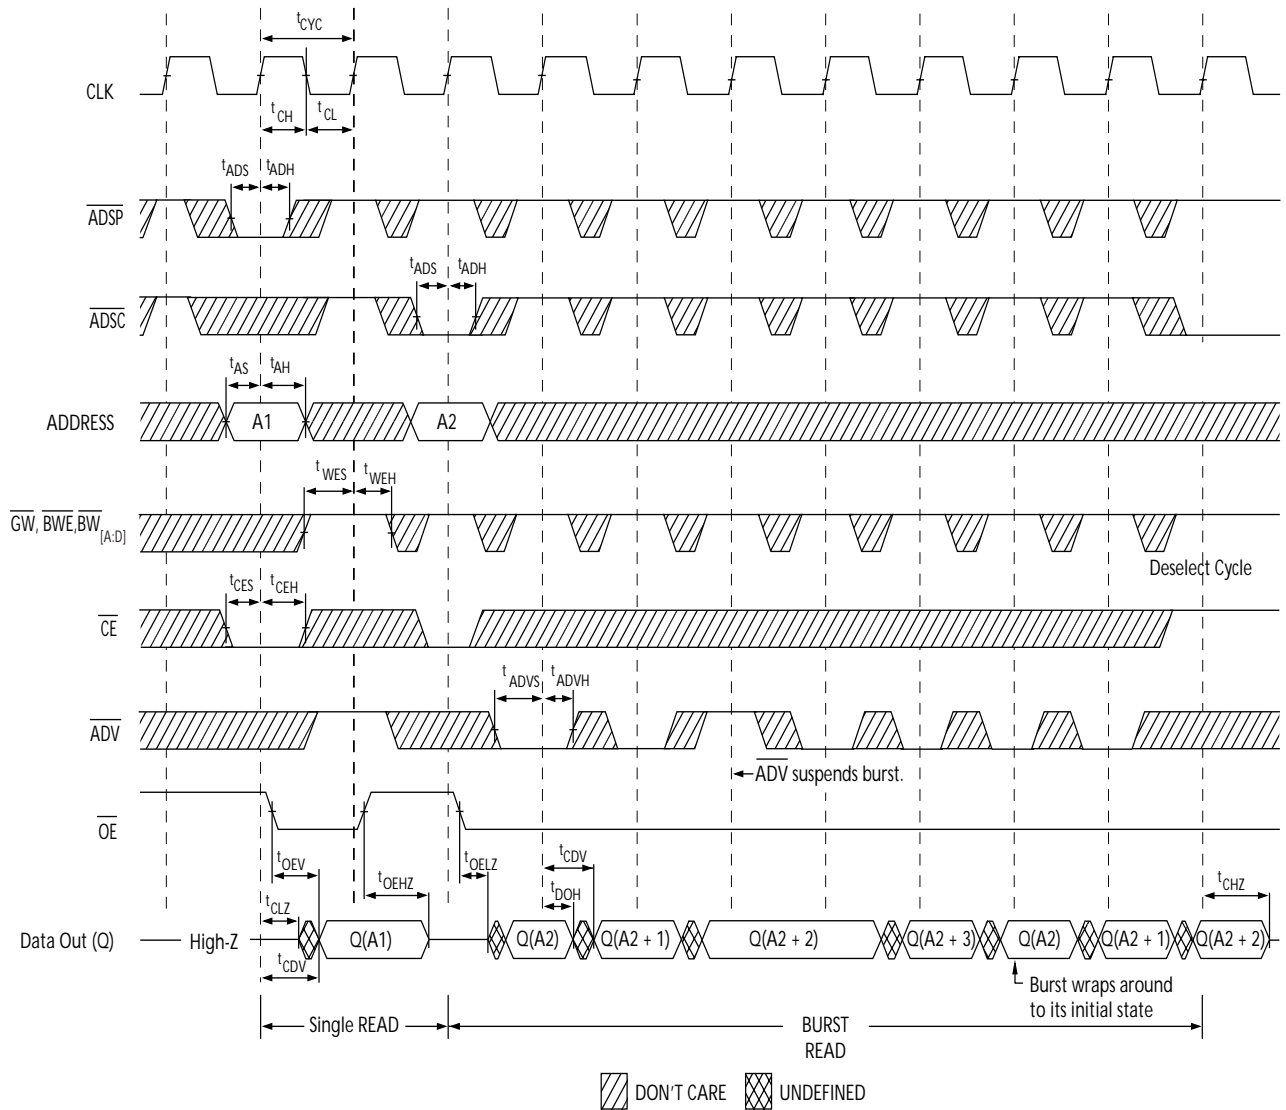 tCYC
CLK
tCH
tCL
tADS
tADH
ADSP
tADS
tADH
ADSC
tAS
tAH
ADDRESS
A1
A2
tWES
tWEH
GW, BWE,BW[A:D]
Deselect Cycle
tCES
tCEH
CE
tADVS
tADVH
ADV
ADV suspends burst.
OE
tOEV
tOEHZ
tOELZ
tCDV
tDOH
tCHZ
tCLZ
Data Out (Q)
High-Z
Q(A1)
Q(A2)
Q(A2 + 1)
Q(A2 + 2)
Q(A2 + 3)
Q(A2)
Q(A2 + 1)
Q(A2 + 2)
tCDV
Burst wraps around
to its initial state
Single READ
BURST
READ
DON'T CARE
UNDEFINED